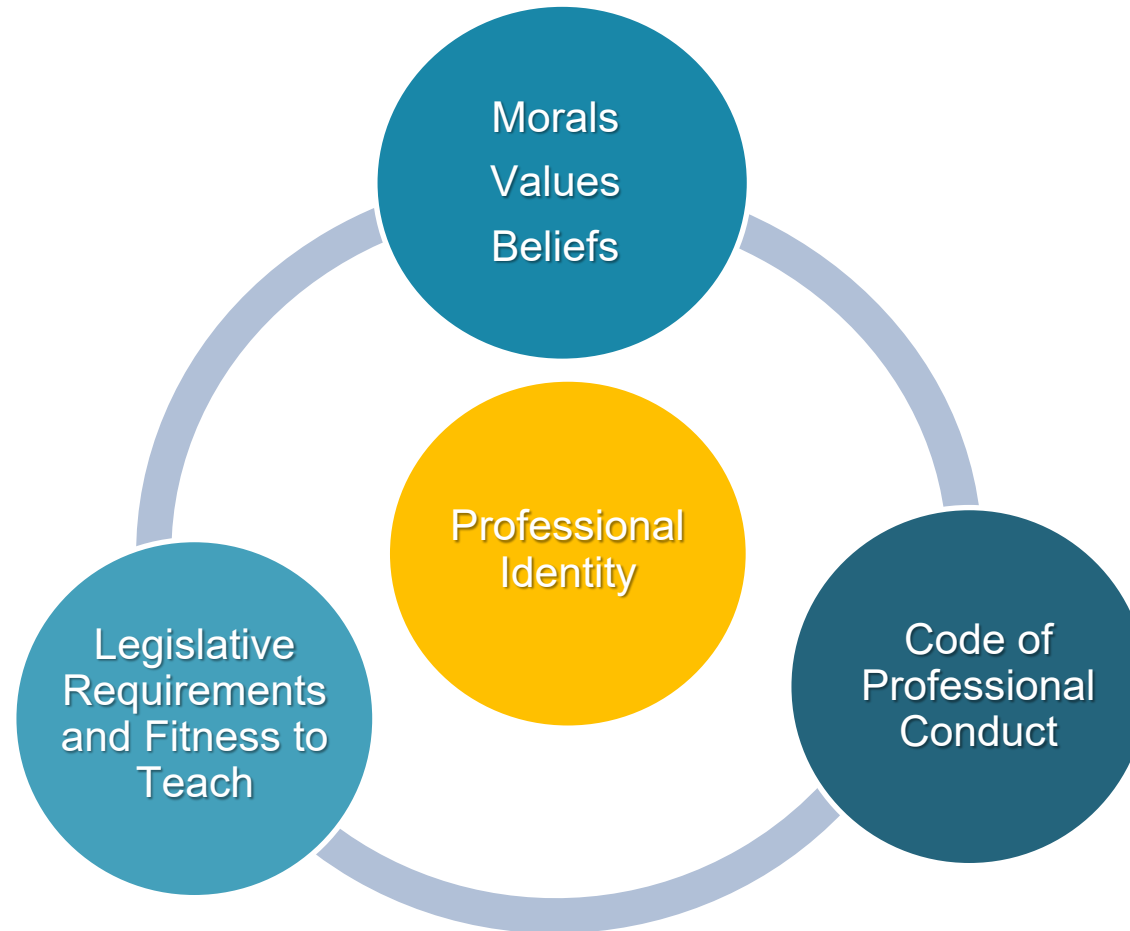 Morals
Values
Beliefs
Professional
Identity
Legislative
Requirements
and Fitness to
Teach
Code of
Professional
Conduct